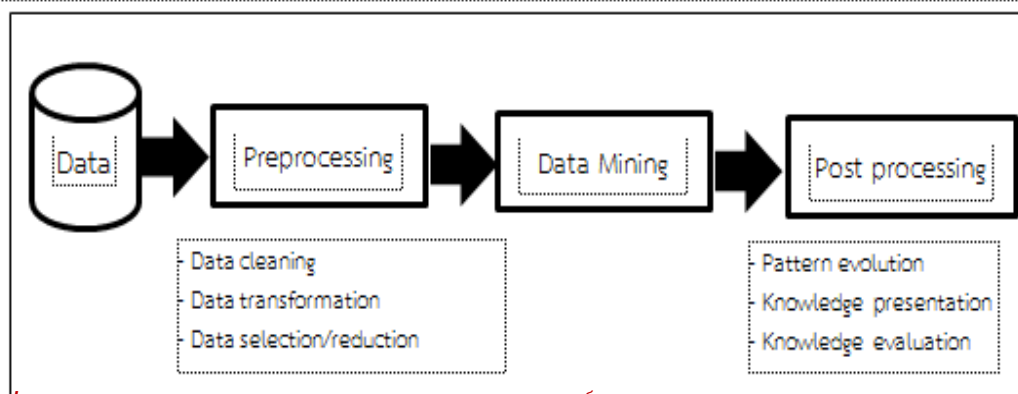 Data
Preprocessing
Data Mining
Post processing
- Data cleaning
- Data transformation
- Data selection/reduction
- Pattern evolution
- Knowledge presentation
- Knowledge evaluation